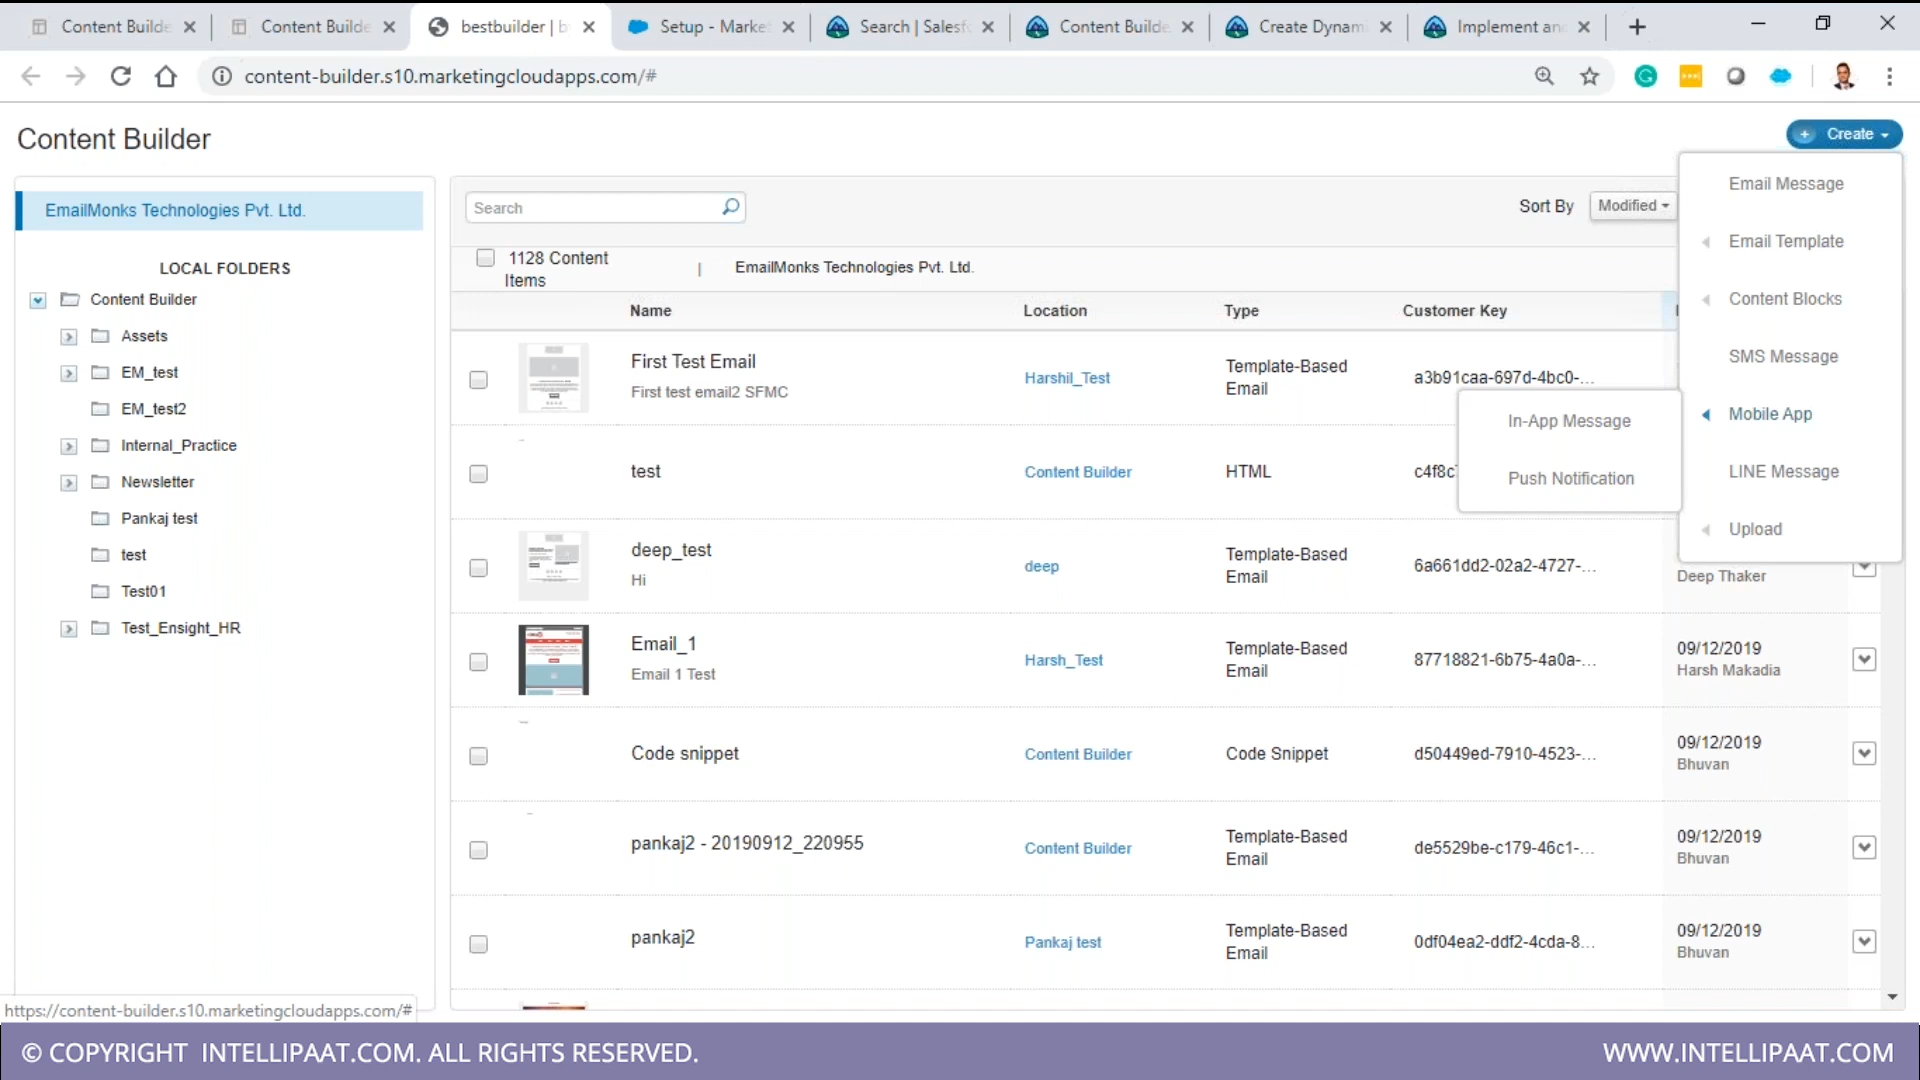 Content Builde
Content Builde
bestbuilder | b
Setup - Market
Search | Salesf
Content Builde
Create Dynam
Implement an
content-builder.s10.marketingcloudapps.com/#
Content Builder
+ Create
EmailMonks Technologies Pvt. Ltd.
LOCAL FOLDERS
Content Builder
Assets
EM_test
EM_test2
Internal_Practice
Newsletter
Pankaj test
test
Test01
Test_Ensight_HR
Search
Sort By
Modified
1128 Content
Items
|
EmailMonks Technologies Pvt. Ltd.
Name
Location
Type
Customer Key
First Test Email
First test email2 SFMC
Harshil_Test
Template-Based
Email
a3b91caa-697d-4bc0-...
test
Content Builder
HTML
c4f8c
deep_test
Hi
deep
Template-Based
Email
6a661dd2-02a2-4727-...
Deep Thaker
Email_1
Email 1 Test
Harsh_Test
Template-Based
Email
87718821-6b75-4a0a-...
09/12/2019
Harsh Makadia
Code snippet
Content Builder
Code Snippet
d50449ed-7910-4523-...
09/12/2019
Bhuvan
pankaj2 - 20190912_220955
Content Builder
Template-Based
Email
de5529be-c179-46c1-...
09/12/2019
Bhuvan
pankaj2
Pankaj test
Template-Based
Email
0df04ea2-ddf2-4cda-8...
09/12/2019
Bhuvan
Email Message
Email Template
Content Blocks
SMS Message
Mobile App
LINE Message
Upload
In-App Message
Push Notification
https://content-builder.s10.marketingcloudapps.com/#
© COPYRIGHT INTELLIPAAT.COM. ALL RIGHTS RESERVED.
WWW.INTELLIPAAT.COM